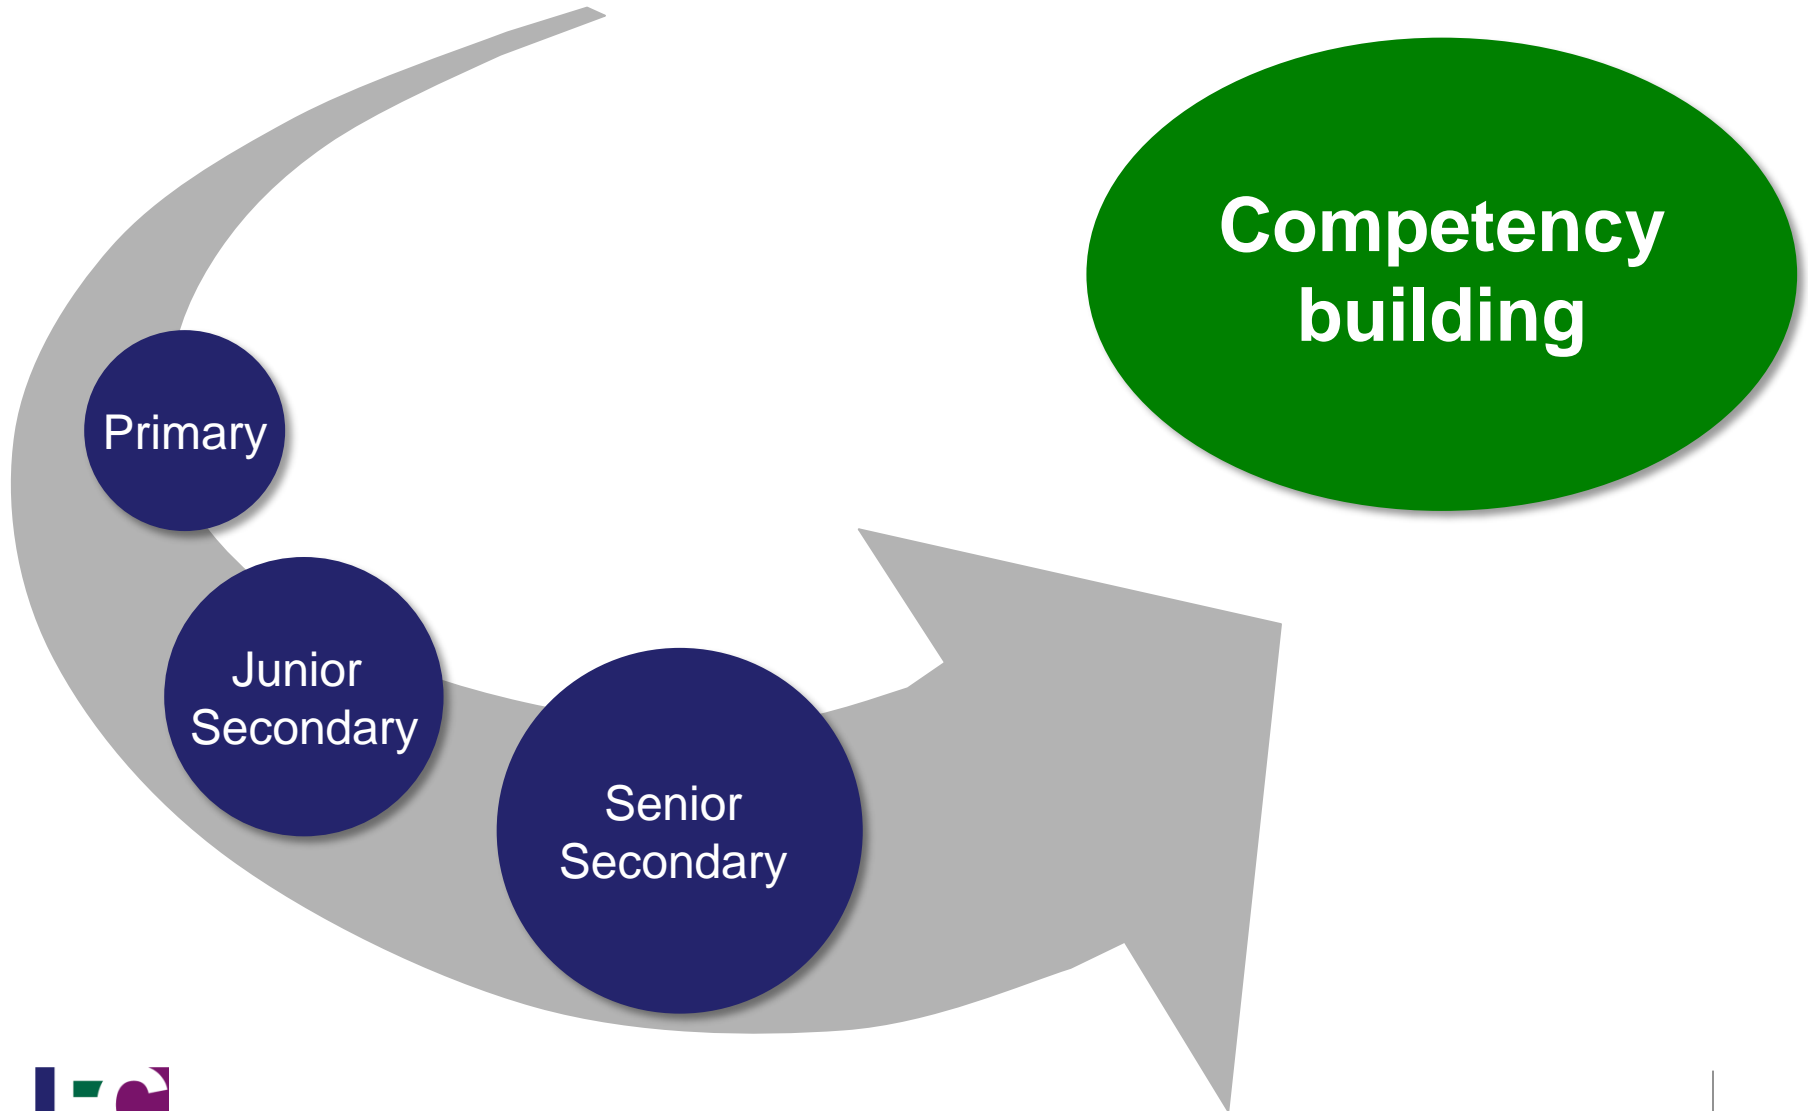 Competency
building
Primary
Junior
Secondary
Senior
Secondary